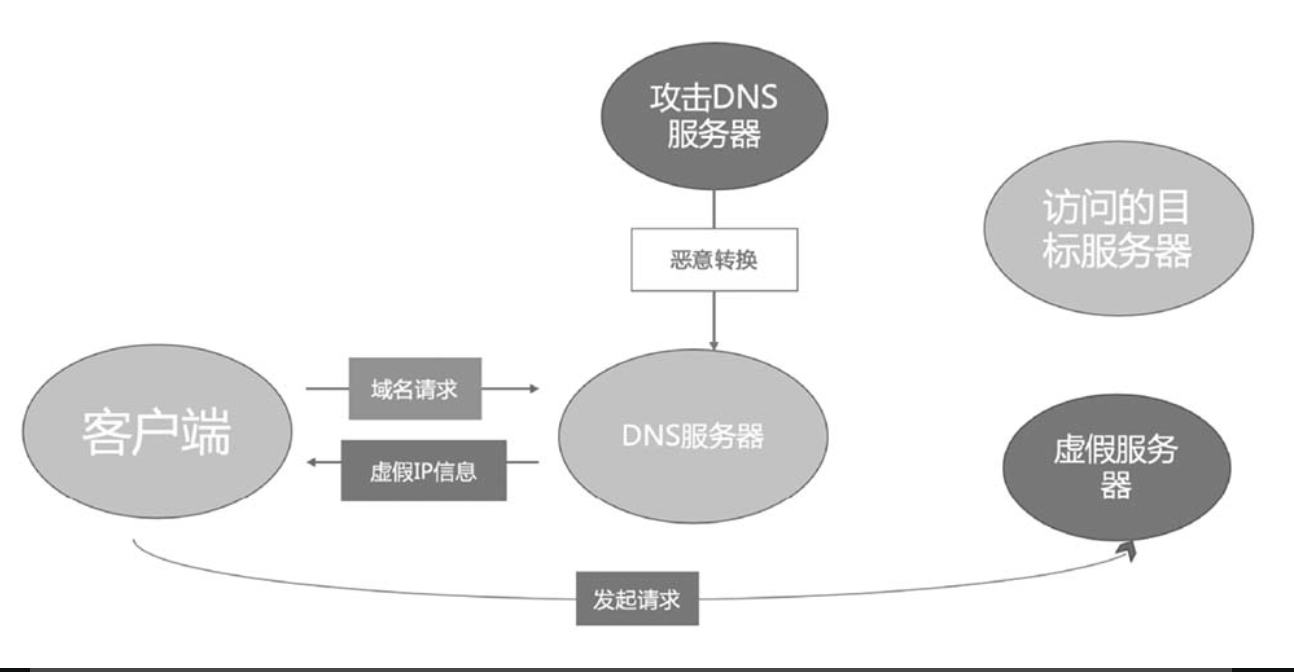 攻击DNS
服务器
访问的目
标服务器
恶意转换
域名请求
客户端
DNS服务器
虚假IP信息
虚假服务
器
发起请求